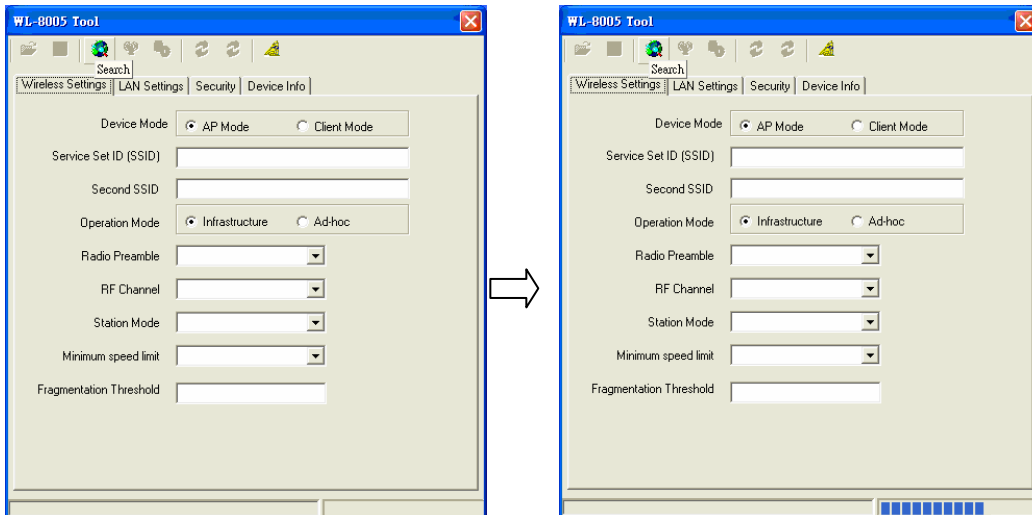 WL-8005 Tool
Search
Wireless Settings LAN Settings Security Device Info
Device Mode AP Mode Client Mode
Service Set ID (SSID)
Second SSID
Operation Mode Infrastructure Ad-hoc
Radio Preamble
RF Channel
Station Mode
Minimum speed limit
Fragmentation Threshold
WL-8005 Tool
Search
Wireless Settings LAN Settings Security Device Info
Device Mode AP Mode Client Mode
Service Set ID (SSID)
Second SSID
Operation Mode Infrastructure Ad-hoc
Radio Preamble
RF Channel
Station Mode
Minimum speed limit
Fragmentation Threshold